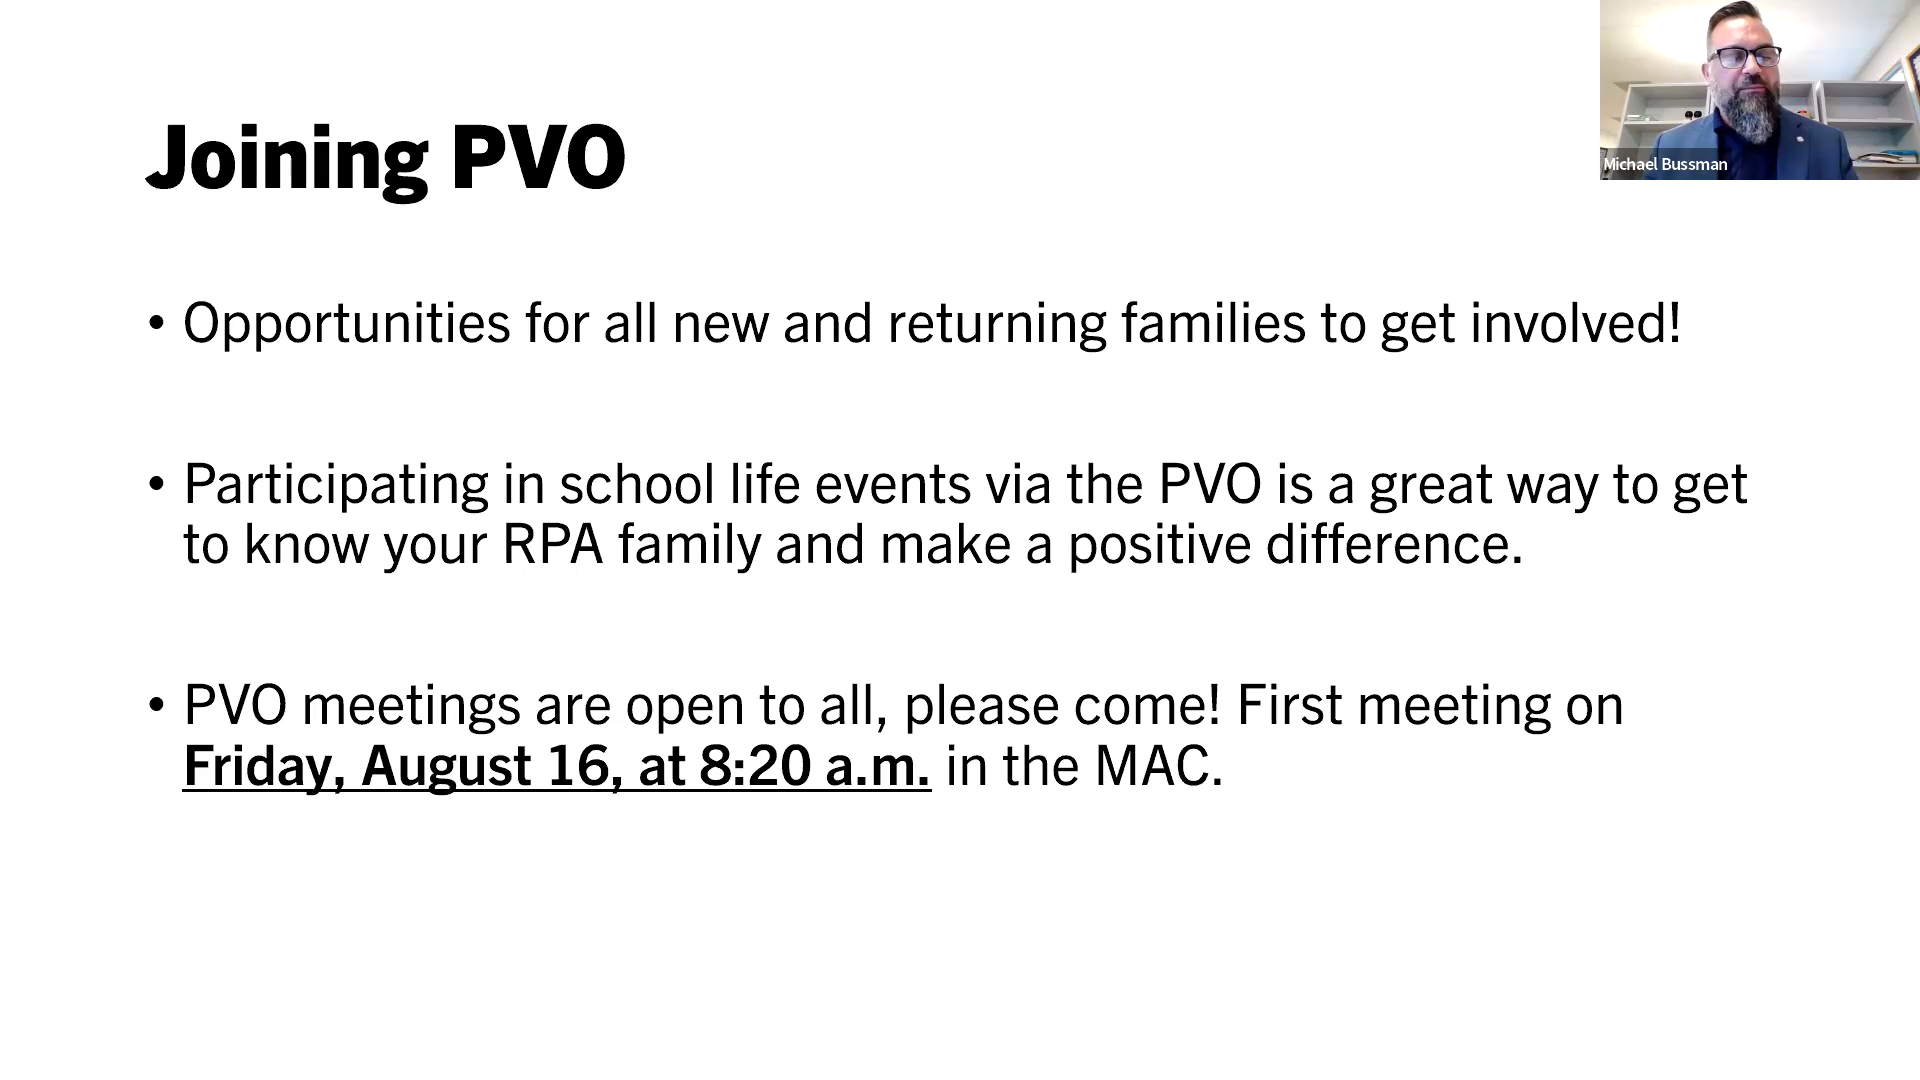 Joining PVO
Michael Bussman
• Opportunities for all new and returning families to get involved!
• Participating in school life events via the PVO is a great way to get
to know your RPA family and make a positive difference.
• PVO meetings are open to all, please come! First meeting on
Friday, August 16, at 8:20 a.m. in the MAC.